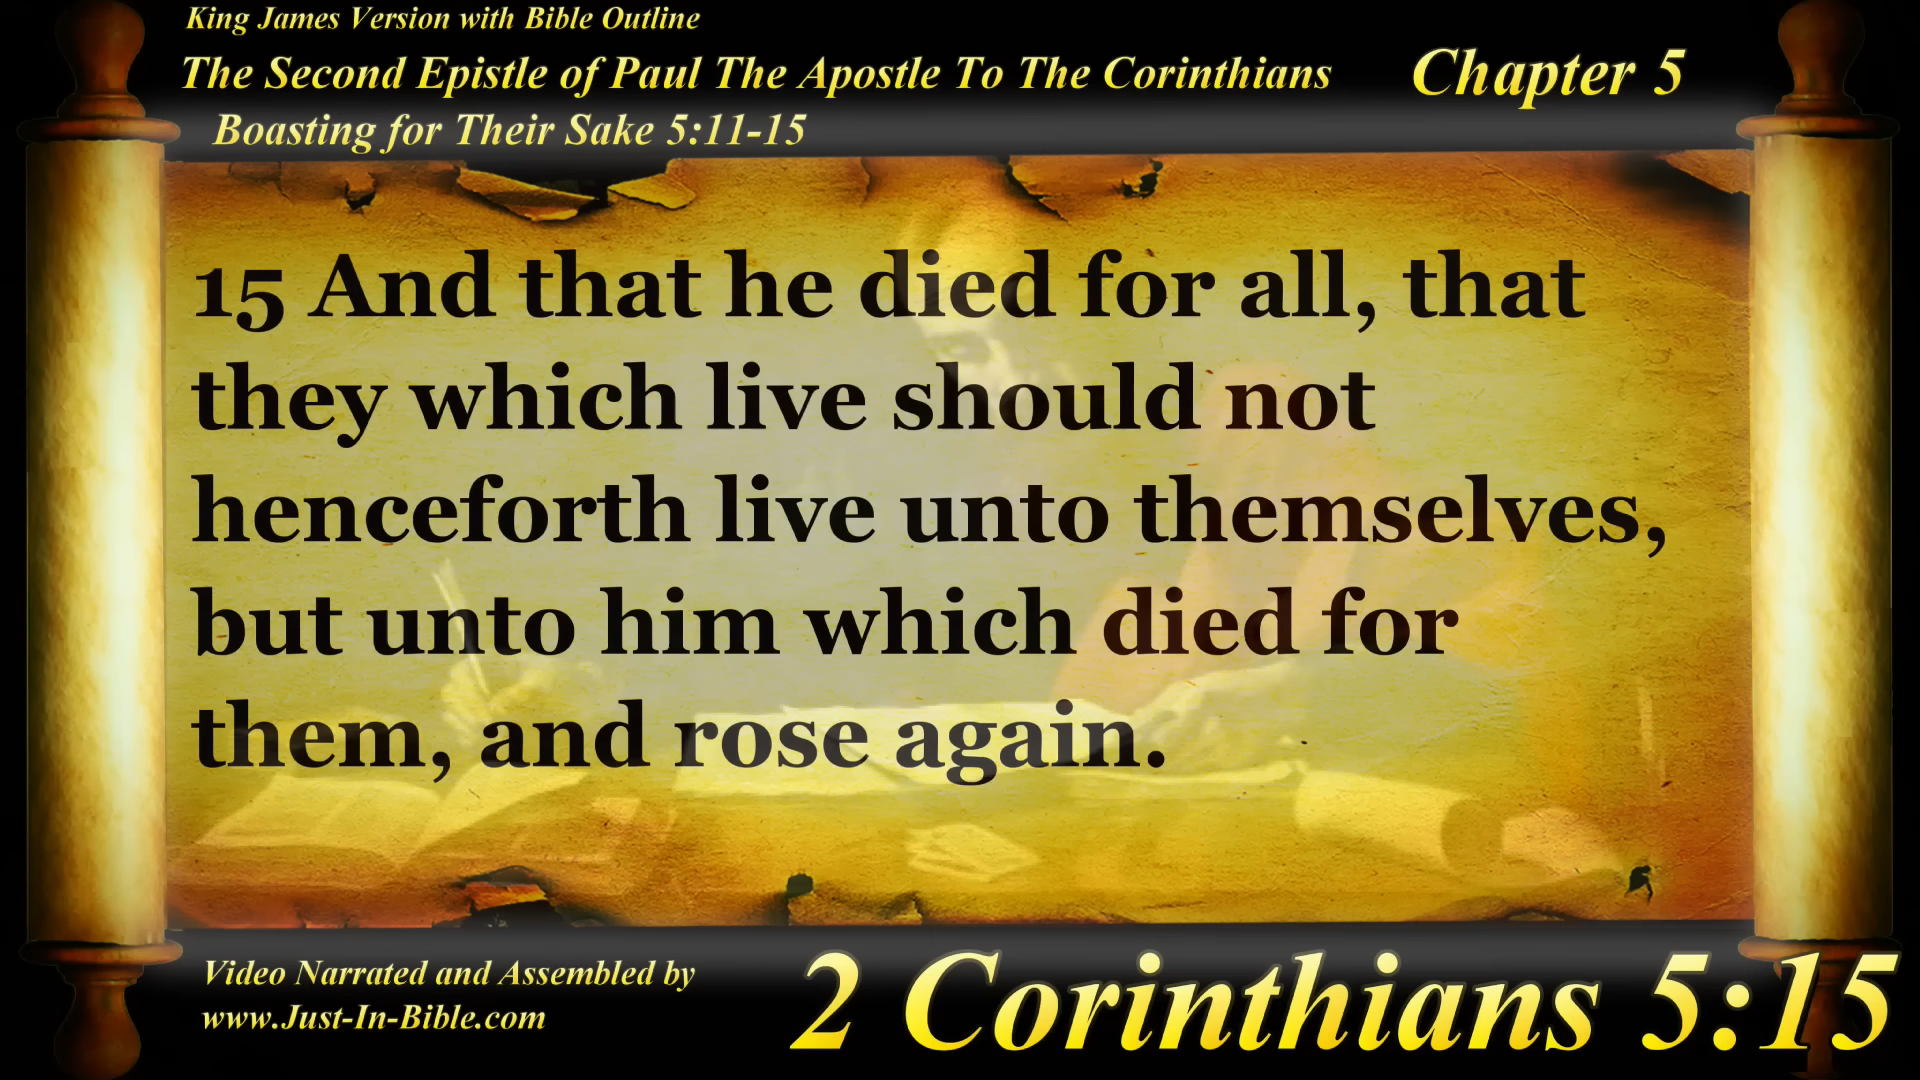 King James Version with Bible Outline
The Second Epistle of Paul The Apostle To The Corinthians
Chapter 5
Boasting for Their Sake 5:11-15
15 And that he died for all, that
they which live should not
henceforth live unto themselves,
but unto him which died for
them, and rose again.
Video Narrated and Assembled by
www.Just-In-Bible.com
2 Corinthians 5:15